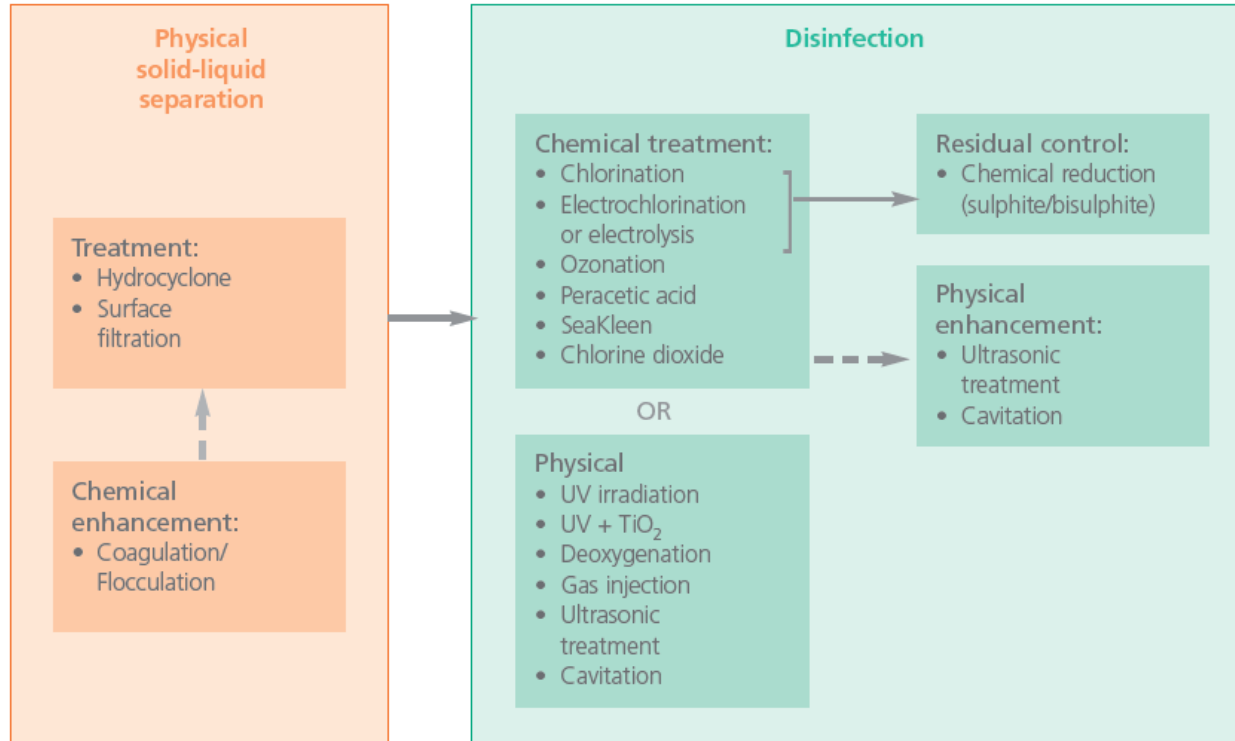 Physical
solid-liquid
separation
Treatment:
• Hydrocyclone
• Surface
filtration
Chemical
enhancement:
• Coagulation/
Flocculation
Disinfection
Chemical treatment:
• Chlorination
• Electrochlorination
or electrolysis
• Ozonation
• Peracetic acid
• SeaKleen
• Chlorine dioxide
OR
Physical
• UV irradiation
• UV + TiO₂
• Deoxygenation
• Gas injection
• Ultrasonic
treatment
• Cavitation
Residual control:
• Chemical reduction
(sulphite/bisulphite)
Physical
enhancement:
• Ultrasonic
treatment
• Cavitation